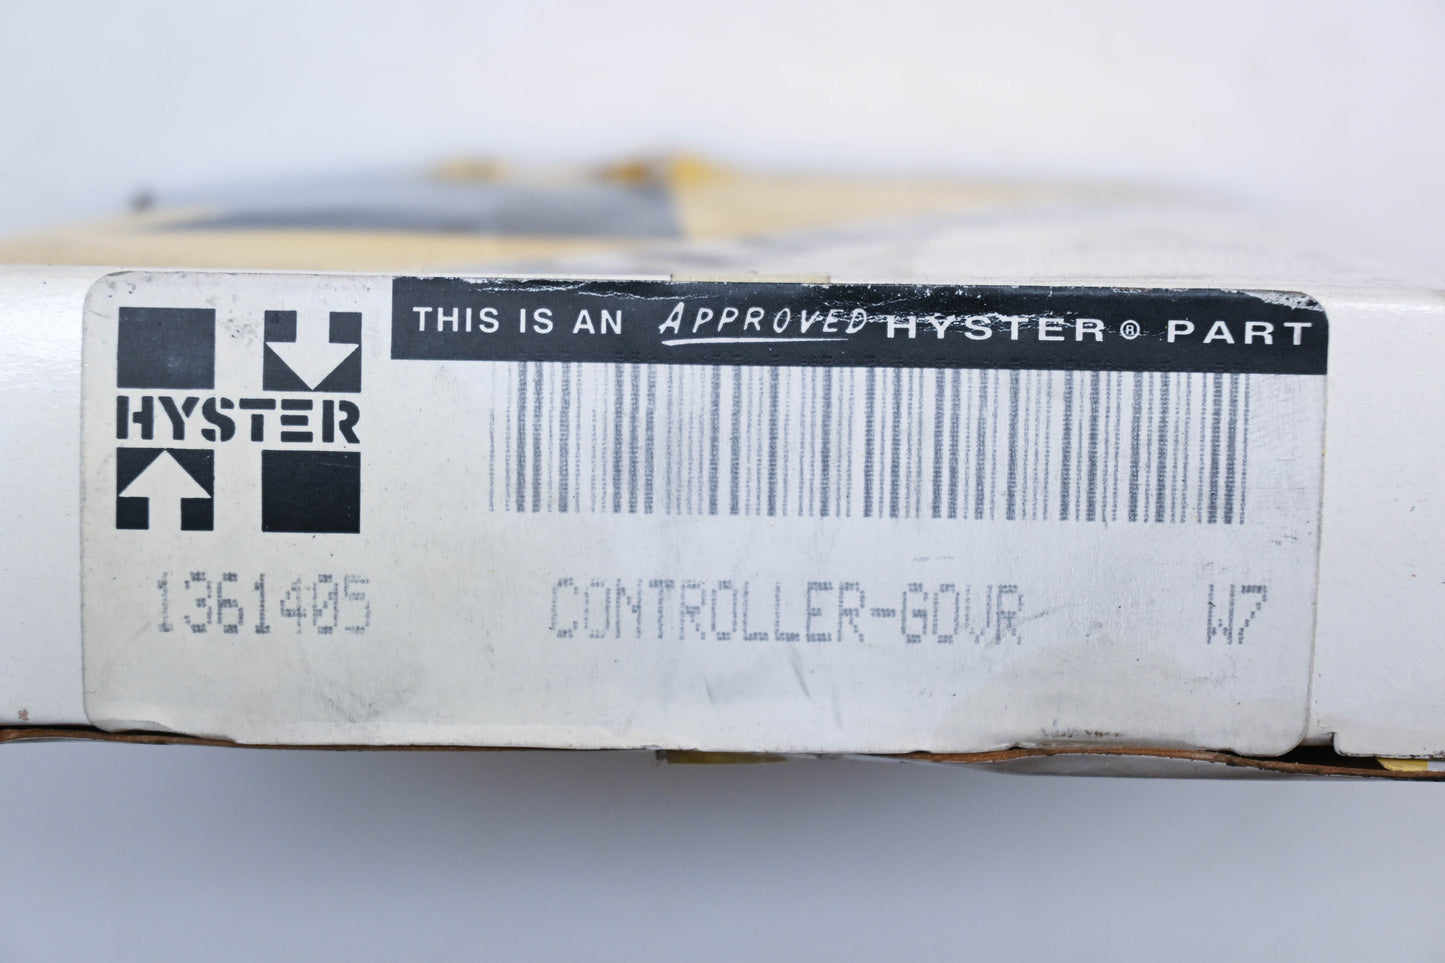 THIS IS AN APPROVED HYSTER® PART
HYSTER
1361405 CONTROLLER-GOVR W7